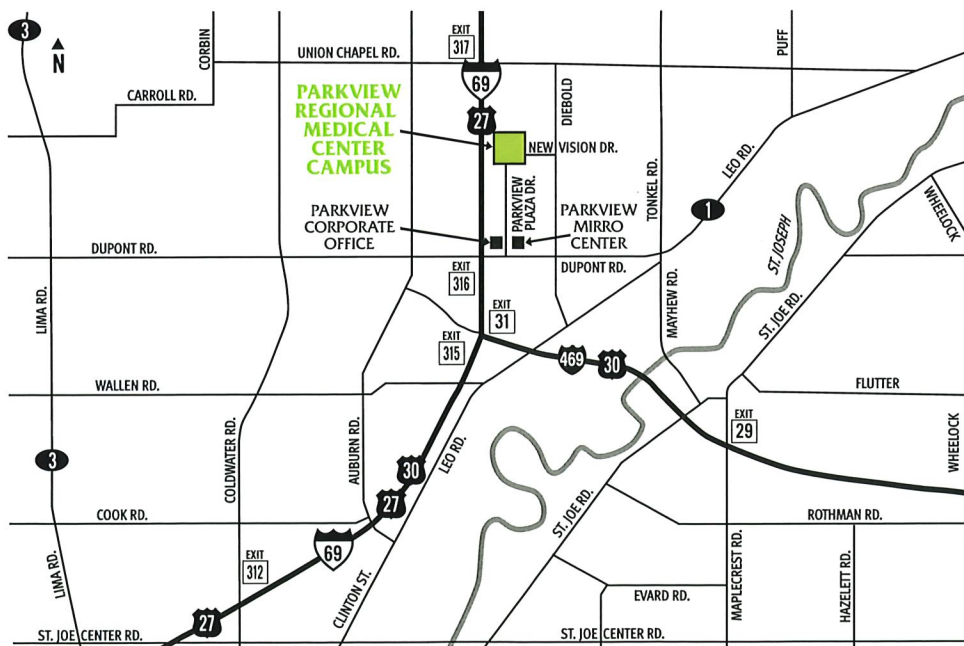 3
N
CORBIN
UNION CHAPEL RD.
EXIT
317
PUFF
69
CARROLL RD.
PARKVIEW
REGIONAL
MEDICAL
CENTER
CAMPUS
27
DIEBOLD
NEW VISION DR.
LEO RD.
TONKEL RD.
WHEELOCK
PARKVIEW
PLAZA DR.
PARKVIEW
CORPORATE
OFFICE
PARKVIEW
MIRRO
CENTER
1
ST. JOSEPH
DUPONT RD.
DUPONT RD.
LIMA RD.
EXIT
316
MAYHEW RD.
ST. JOE RD.
EXIT
31
EXIT
315
469
30
WALLEN RD.
FLUTTER
COLDWATER RD.
AUBURN RD.
LEO RD.
EXIT
29
WHEELOCK
3
30
27
COOK RD.
ST. JOE RD.
ROTHMAN RD.
69
LIMA RD.
EXIT
312
CLINTON ST.
MAPLECREST RD.
HAZELETT RD.
EVARD RD.
27
ST. JOE CENTER RD.
ST. JOE CENTER RD.